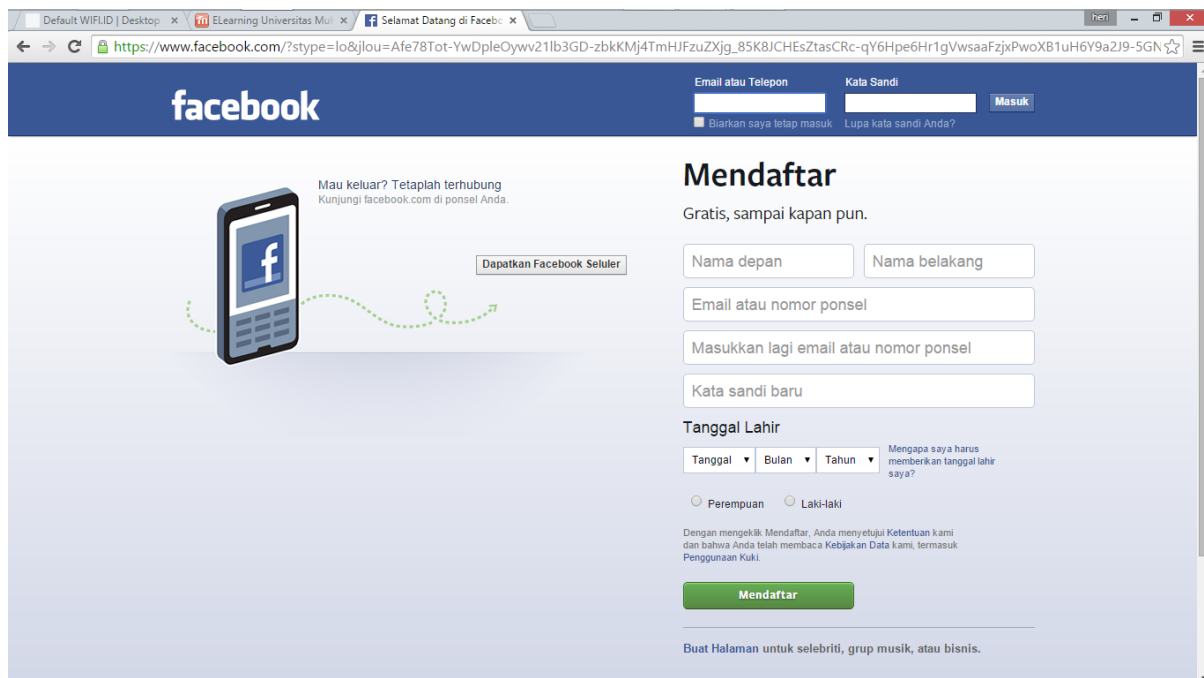 Default WIFI.ID | Desktop
ELearning Universitas Muh
Selamat Datang di Facebo
heri
https://www.facebook.com/?stype=lo&jlou=Afe78Tot-YwDpleOywv21lb3GD-zbkKMj4TmHJFzuZXjg_85K8JCHEsZtasCRc-qY6Hpe6Hr1gVwsaaFzjxPwoXB1uH6Y9a2J9-5GN
facebook
Email atau Telepon
Kata Sandi
Masuk
Biarkan saya tetap masuk
Lupa kata sandi Anda?
Mau keluar? Tetaplah terhubung
Kunjungi facebook.com di ponsel Anda.
Dapatkan Facebook Seluler
Mendaftar
Gratis, sampai kapan pun.
Nama depan
Nama belakang
Email atau nomor ponsel
Masukkan lagi email atau nomor ponsel
Kata sandi baru
Tanggal Lahir
Tanggal
Bulan
Tahun
Mengapa saya harus
memberikan tanggal lahir
saya?
Perempuan
Laki-laki
Dengan mengeklik Mendaftar, Anda menyetujui Ketentuan kami
dan bahwa Anda telah membaca Kebijakan Data kami, termasuk
Penggunaan Kuki.
Mendaftar
Buat Halaman untuk selebriti, grup musik, atau bisnis.